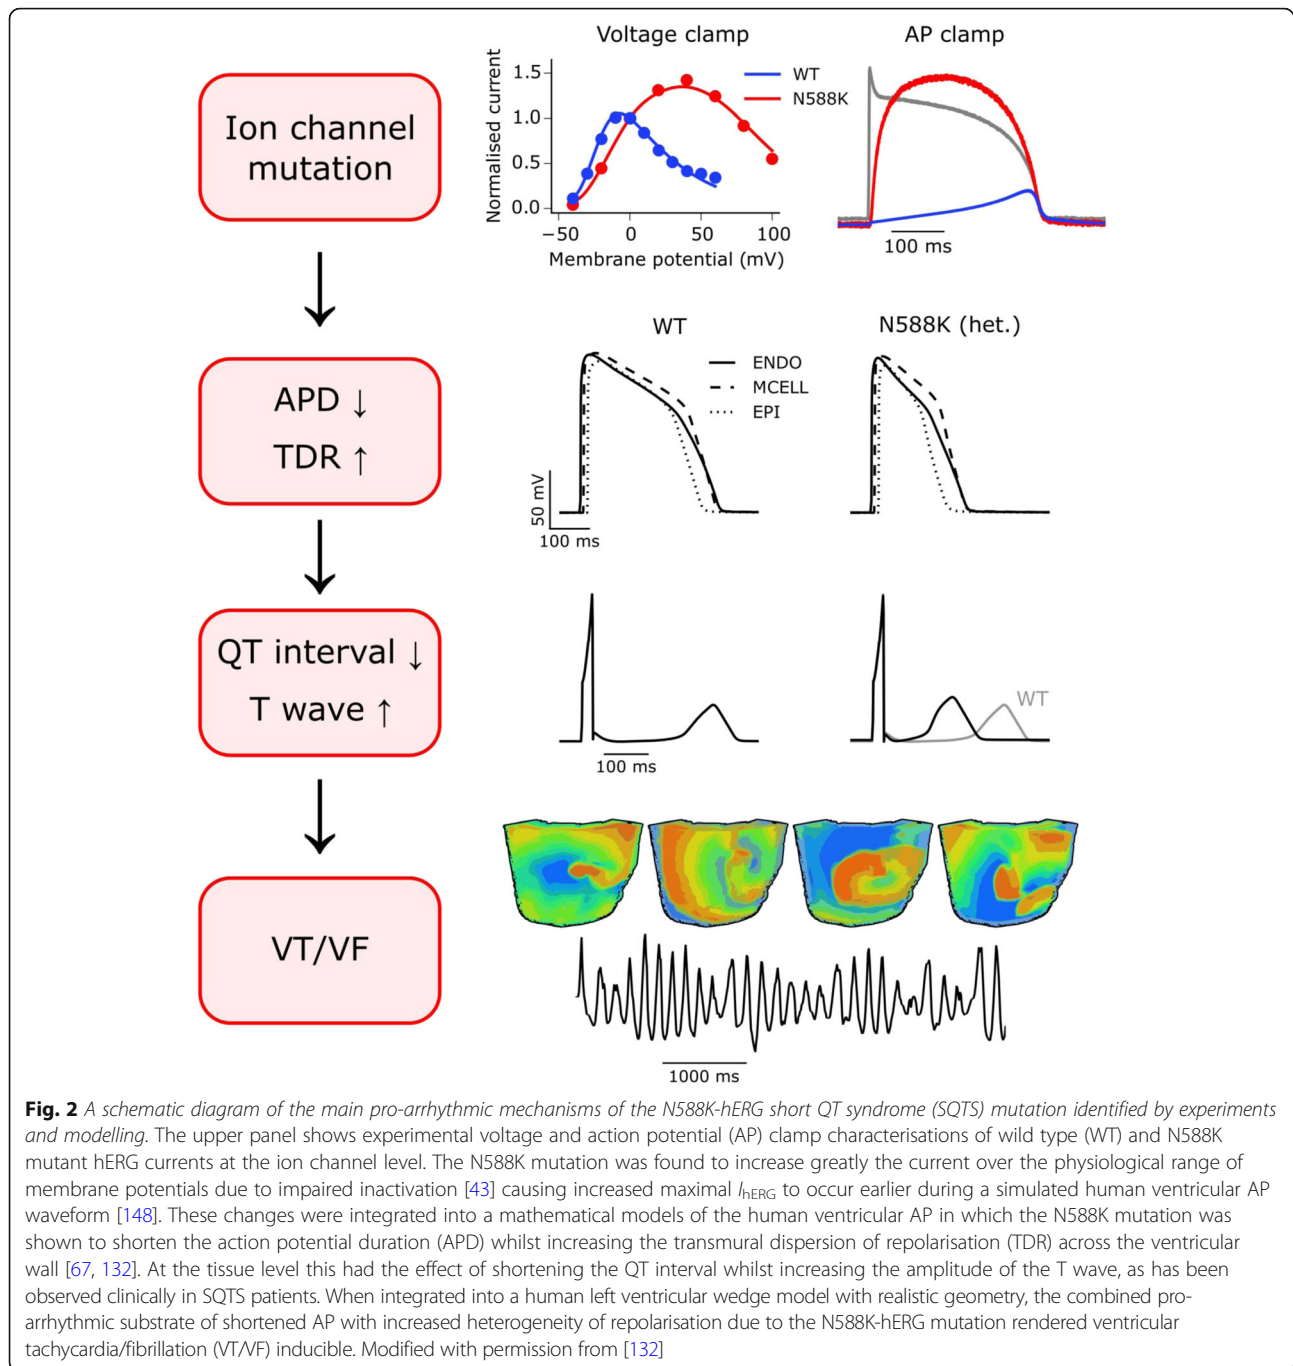 Voltage clamp
AP clamp
Ion channel
mutation
Normalised current
1.5
1.0
0.5
0.0
−50
0
50
100
Membrane potential (mV)
WT
N588K
100 ms
APD ↓
TDR ↑
WT
N588K (het.)
ENDO
MCELL
EPI
50 mV
100 ms
QT interval ↓
T wave ↑
WT
100 ms
VT/VF
1000 ms
Fig. 2 A schematic diagram of the main pro-arrhythmic mechanisms of the N588K-hERG short QT syndrome (SQTS) mutation identified by experiments
and modelling. The upper panel shows experimental voltage and action potential (AP) clamp characterisations of wild type (WT) and N588K
mutant hERG currents at the ion channel level. The N588K mutation was found to increase greatly the current over the physiological range of
membrane potentials due to impaired inactivation [43] causing increased maximal IhERG to occur earlier during a simulated human ventricular AP
waveform [148]. These changes were integrated into a mathematical models of the human ventricular AP in which the N588K mutation was
shown to shorten the action potential duration (APD) whilst increasing the transmural dispersion of repolarisation (TDR) across the ventricular
wall [67, 132]. At the tissue level this had the effect of shortening the QT interval whilst increasing the amplitude of the T wave, as has been
observed clinically in SQTS patients. When integrated into a human left ventricular wedge model with realistic geometry, the combined pro-
arrhythmic substrate of shortened AP with increased heterogeneity of repolarisation due to the N588K-hERG mutation rendered ventricular
tachycardia/fibrillation (VT/VF) inducible. Modified with permission from [132]